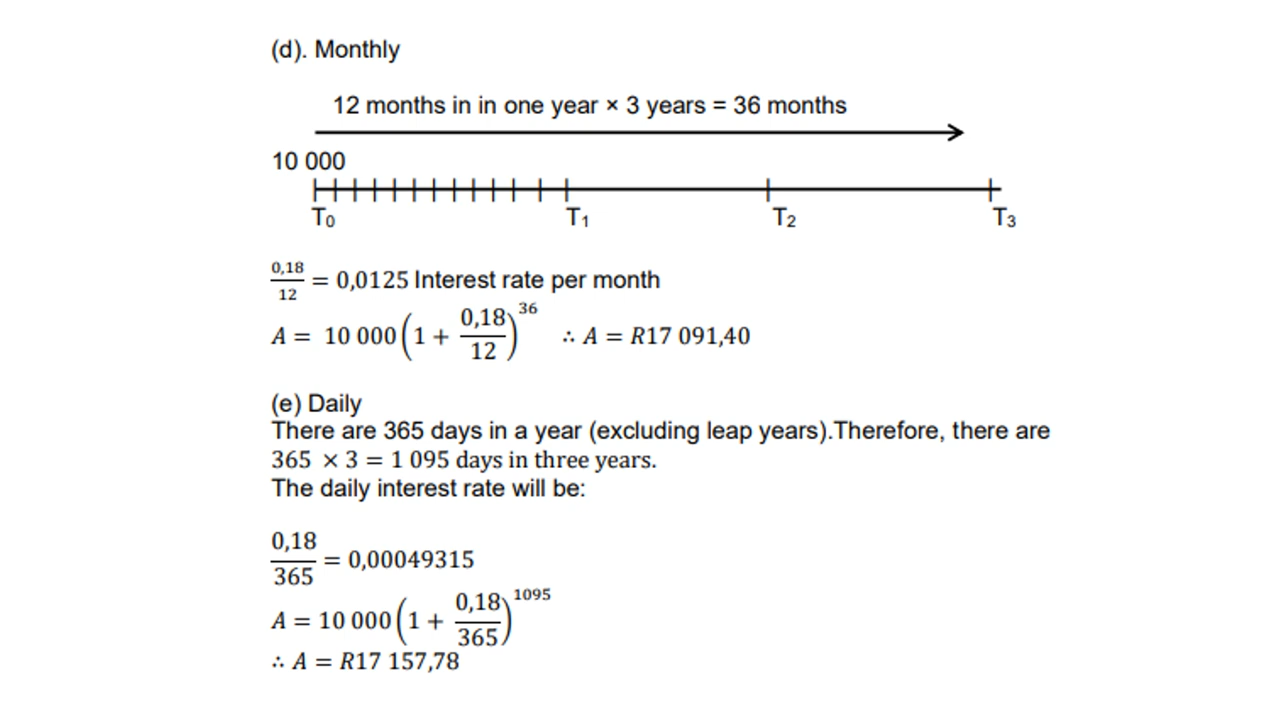 (d). Monthly
12 months in in one year × 3 years = 36 months
10 000
T₀ T₁ T₂ T₃
0,18/12 = 0,0125 Interest rate per month
A = 10 000(1 + 0,18/12)^36 ∴ A = R17 091,40
(e) Daily
There are 365 days in a year (excluding leap years).Therefore, there are
365 × 3 = 1 095 days in three years.
The daily interest rate will be:
0,18/365 = 0,00049315
A = 10 000(1 + 0,18/365)^1095
∴ A = R17 157,78